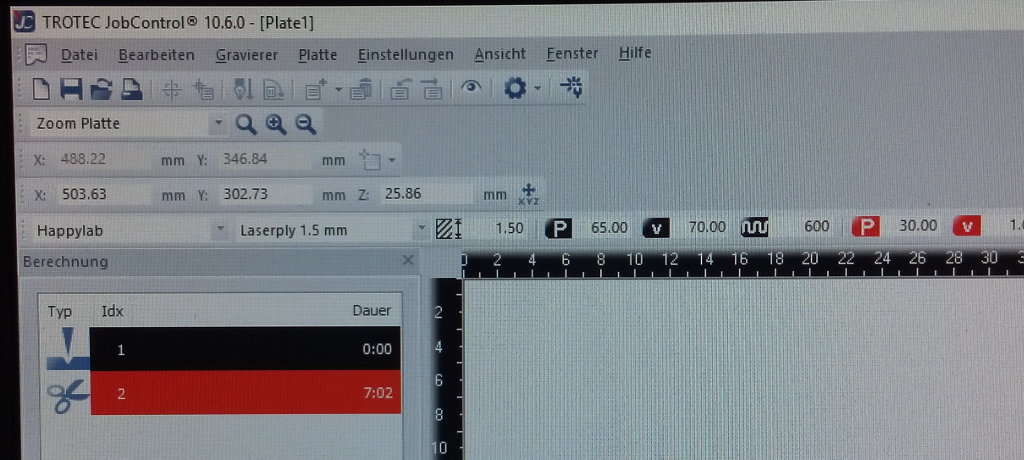 JC TROTEC JobControl® 10.6.0 - [Plate1]
Datei Bearbeiten Gravierer Platte Einstellungen Ansicht Fenster Hilfe
Zoom Platte
X: 488.22 mm Y: 346.84 mm
X: 503.63 mm Y: 302.73 mm Z: 25.86 mm XYZ
Happylab Laserply 1.5 mm 1.50 P 65.00 v 70.00 600 P 30.00 v
Berechnung
0 2 4 6 8 10 12 14 16 18 20 22 24 26 28 30
Typ Idx Dauer
1 0:00
2 7:02
2
4
6
8
10